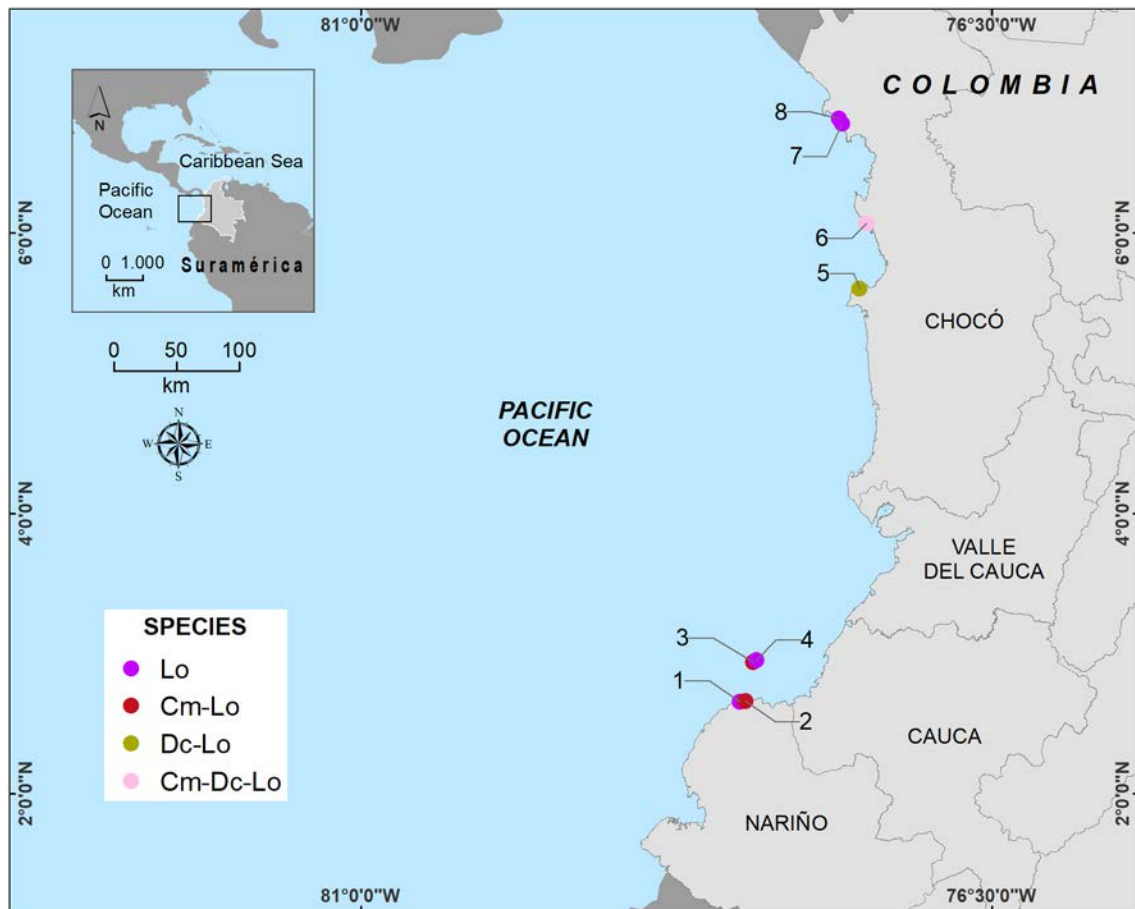 81°0'0"W
76°30'0"W
COLOMBIA
N
Caribbean Sea
Pacific
Ocean
Suramérica
0 1.000
km
8
7
6
5
6°0'0"N
6°0'0"N
CHOCÓ
0 50 100
km
N
W E
S
PACIFIC
OCEAN
4°0'0"N
4°0'0"N
VALLE
DEL CAUCA
SPECIES
Lo
Cm-Lo
Dc-Lo
Cm-Dc-Lo
3
4
1
2
CAUCA
NARIÑO
2°0'0"N
2°0'0"N
81°0'0"W
76°30'0"W